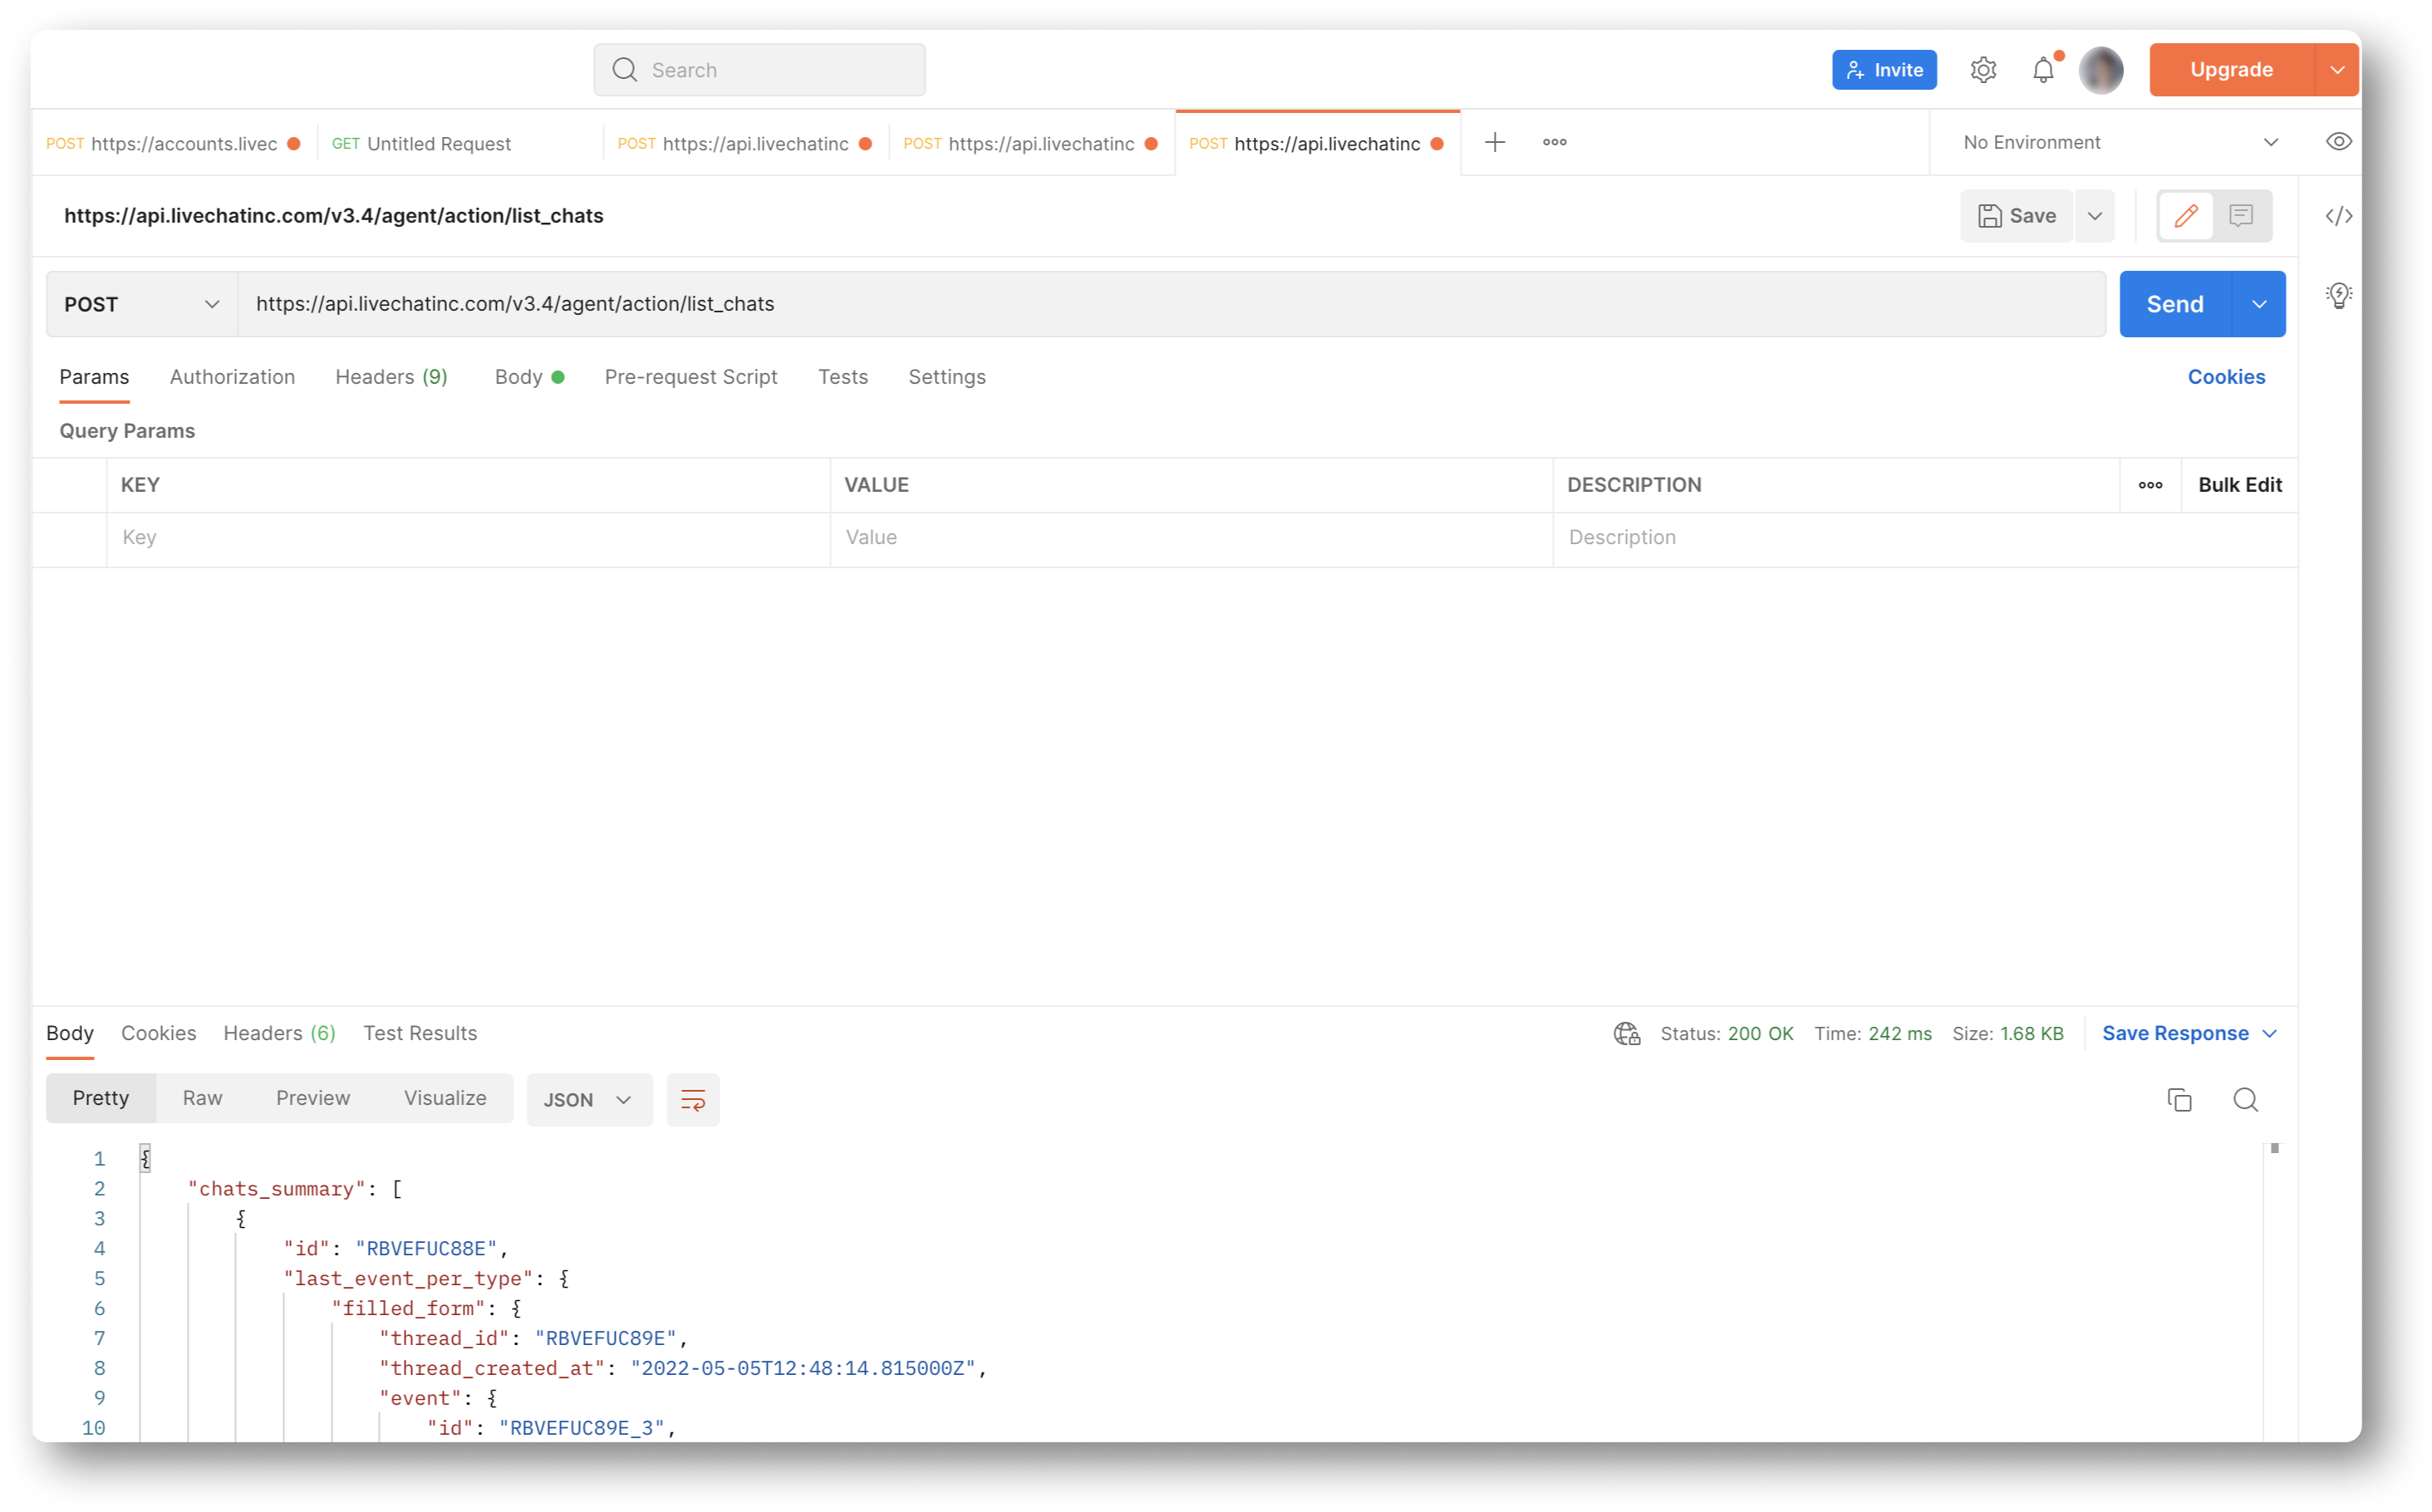 Search
Invite
Upgrade
POST https://accounts.livec
GET Untitled Request
POST https://api.livechatinc
POST https://api.livechatinc
POST https://api.livechatinc
No Environment
https://api.livechatinc.com/v3.4/agent/action/list_chats
Save
POST
https://api.livechatinc.com/v3.4/agent/action/list_chats
Send
Params Authorization Headers (9) Body Pre-request Script Tests Settings
Cookies
Query Params
KEY VALUE DESCRIPTION Bulk Edit
Key Value Description
Body Cookies Headers (6) Test Results
Status: 200 OK Time: 242 ms Size: 1.68 KB Save Response
Pretty Raw Preview Visualize JSON
1 {
2 "chats_summary": [
3 {
4 "id": "RBVEFUC88E",
5 "last_event_per_type": {
6 "filled_form": {
7 "thread_id": "RBVEFUC89E",
8 "thread_created_at": "2022-05-05T12:48:14.815000Z",
9 "event": {
10 "id": "RBVEFUC89E_3",